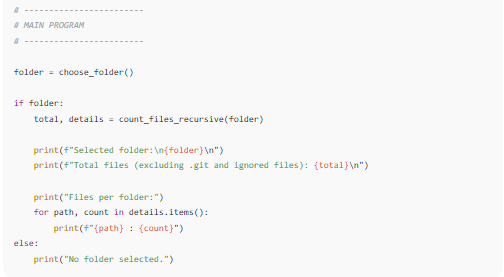 # -----------------------
# MAIN PROGRAM
# -----------------------
folder = choose_folder()
if folder:
    total, details = count_files_recursive(folder)
    print(f"Selected folder:\n{folder}\n")
    print(f"Total files (excluding .git and ignored files): {total}\n")
    print("Files per folder:")
    for path, count in details.items():
        print(f"{path} : {count}")
else:
    print("No folder selected.")